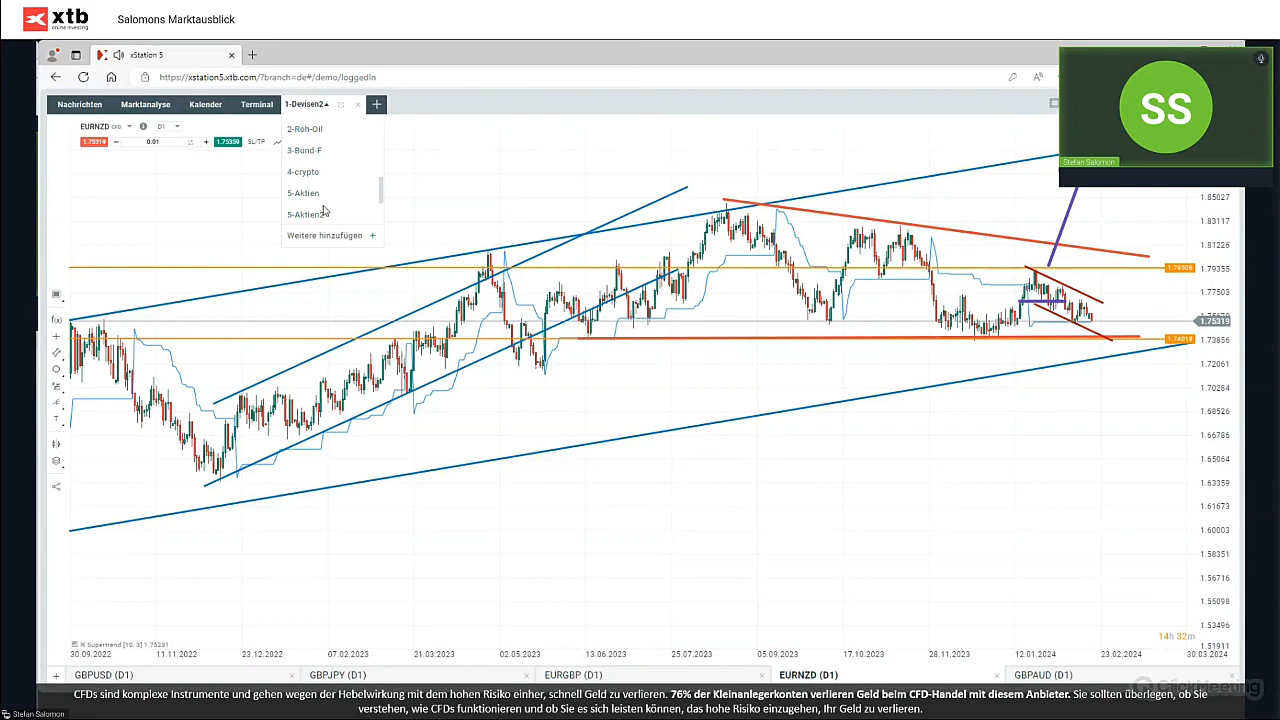 xtb
online investing
Salomons Marktausblick
xStation 5
https://xstation5.xtb.com/?branch=de#/demo/loggedIn
Nachrichten Marktanalyse Kalender Terminal 1-Devisen2
EURNZD CFD D1
1.75319 0.01 1.75359 SL/TP
2-Roh-Oil
3-Bund-F
4-crypto
5-Aktien
5-Aktien2
Weitere hinzufügen +
SS
Stefan Salomon
1.85027
1.83117
1.81226
1.79506
1.79355
1.77503
1.75319
1.74019
1.73856
1.72061
1.70284
1.68526
1.66786
1.65064
1.63359
1.61673
1.60003
1.58351
1.56716
1.55098
1.51911
14h 32m
Supertrend [10, 3] 1.75231
30.09.2022 11.11.2022 23.12.2022 07.02.2023 21.03.2023 02.05.2023 13.06.2023 25.07.2023 05.09.2023 17.10.2023 28.11.2023 12.01.2024 23.02.2024 30.03.2024
GBPUSD (D1) GBPJPY (D1) EURGBP (D1) EURNZD (D1) GBPAUD (D1)
ClickMeeting
CFDs sind komplexe Instrumente und gehen wegen der Hebelwirkung mit dem hohen Risiko einher, schnell Geld zu verlieren. 76% der Kleinanlegerkonten verlieren Geld beim CFD-Handel mit diesem Anbieter. Sie sollten überlegen, ob Sie
verstehen, wie CFDs funktionieren und ob Sie es sich leisten können, das hohe Risiko einzugehen, Ihr Geld zu verlieren.
Stefan Salomon